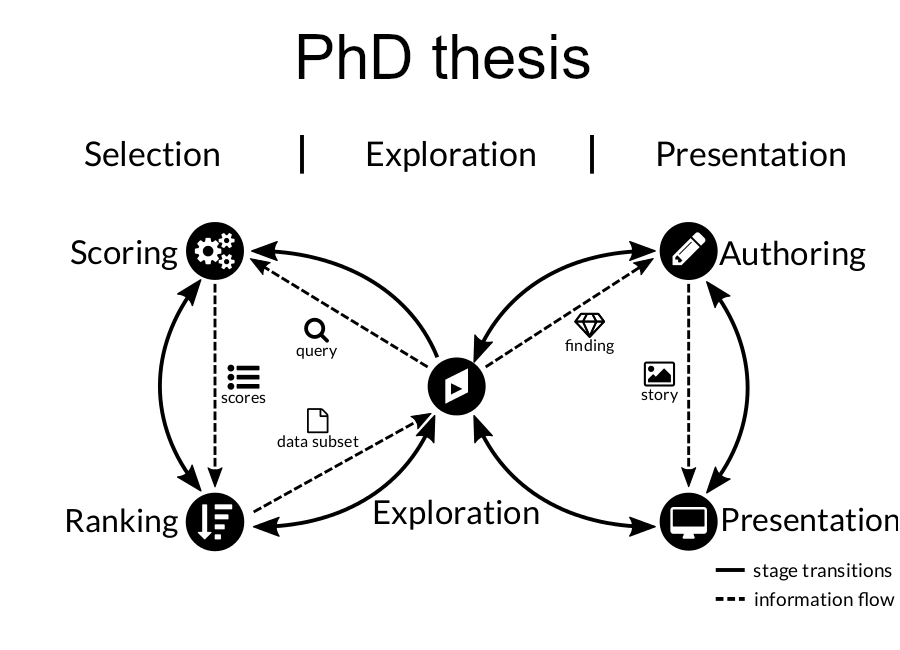 PhD thesis
Selection | Exploration | Presentation
Scoring
Authoring
query
finding
scores
story
data subset
Ranking
Exploration
Presentation
stage transitions
information flow